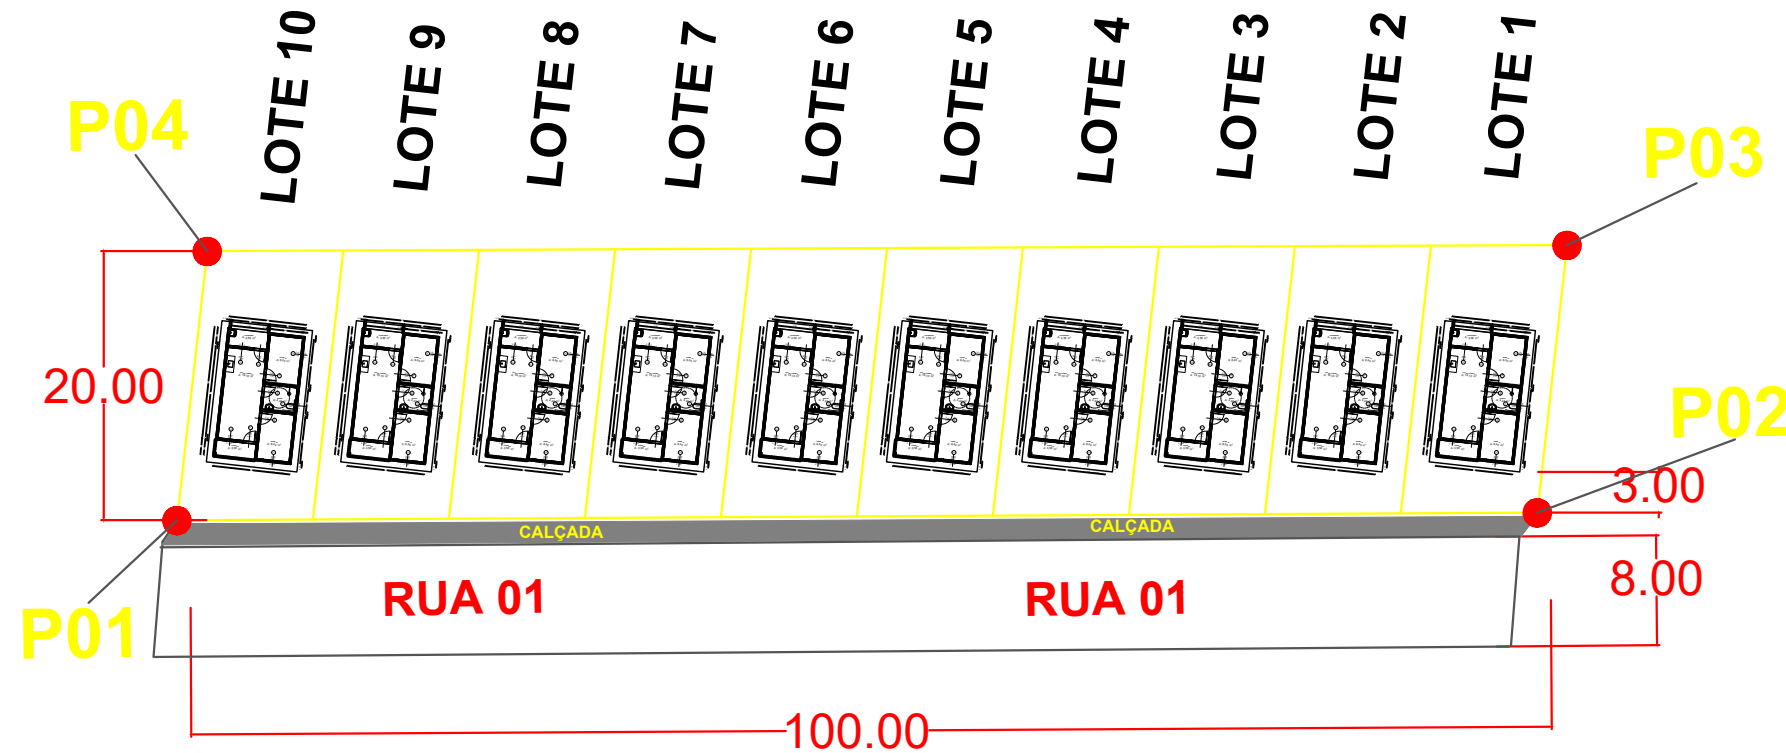 LOTE 10
LOTE 9
LOTE 8
LOTE 7
LOTE 6
LOTE 5
LOTE 4
LOTE 3
LOTE 2
LOTE 1
P04
P03
20.00
P02
3.00
CALÇADA
CALÇADA
8.00
RUA 01
RUA 01
P01
100.00